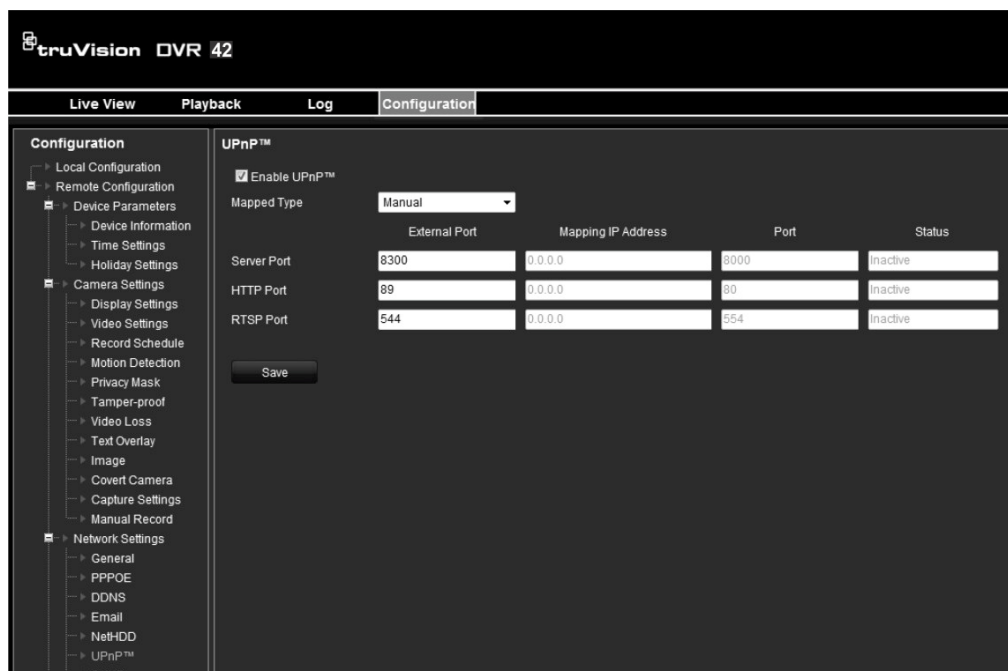 truVision DVR 42
Live View Playback Log Configuration
Configuration
Local Configuration
Remote Configuration
Device Parameters
Device Information
Time Settings
Holiday Settings
Camera Settings
Display Settings
Video Settings
Record Schedule
Motion Detection
Privacy Mask
Tamper-proof
Video Loss
Text Overlay
Image
Covert Camera
Capture Settings
Manual Record
Network Settings
General
PPPOE
DDNS
Email
NetHDD
UPnP™
UPnP™
Enable UPnP™
Mapped Type Manual
External Port Mapping IP Address Port Status
Server Port 8300 0.0.0.0 8000 Inactive
HTTP Port 89 0.0.0.0 80 Inactive
RTSP Port 544 0.0.0.0 554 Inactive
Save